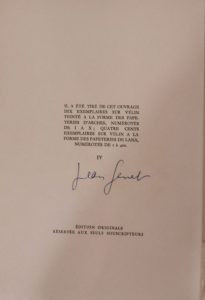 IL A ÉTÉ TIRÉ DE CET OUVRAGE
DIX EXEMPLAIRES SUR VÉLIN
TEINTÉ A LA FORME DES PAPE-
TERIES D'ARCHES, NUMÉROTÉS
DE I A X; QUATRE CENTS
EXEMPLAIRES SUR VÉLIN A LA
FORME DES PAPETERIES DE LANA,
NUMÉROTÉS DE 1 à 400.
IV
Jean Genet
ÉDITION ORIGINALE
RÉSERVÉE AUX SEULS SOUSCRIPTEURS